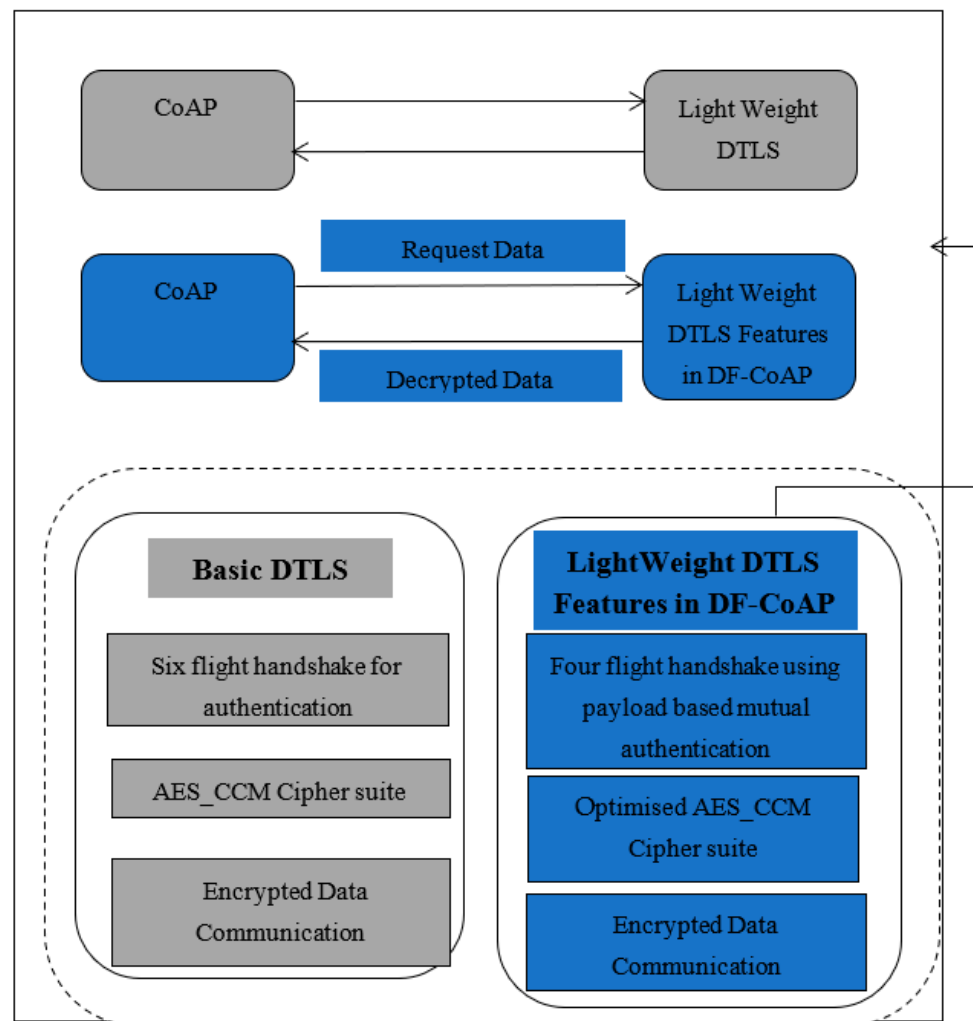 CoAP
Light Weight
DTLS
Request Data
CoAP
Light Weight
DTLS Features
in DF-CoAP
Decrypted Data
Basic DTLS
Six flight handshake for
authentication
AES_CCM Cipher suite
Encrypted Data
Communication
LightWeight DTLS
Features in DF-CoAP
Four flight handshake using
payload based mutual
authentication
Optimised AES_CCM
Cipher suite
Encrypted Data
Communication